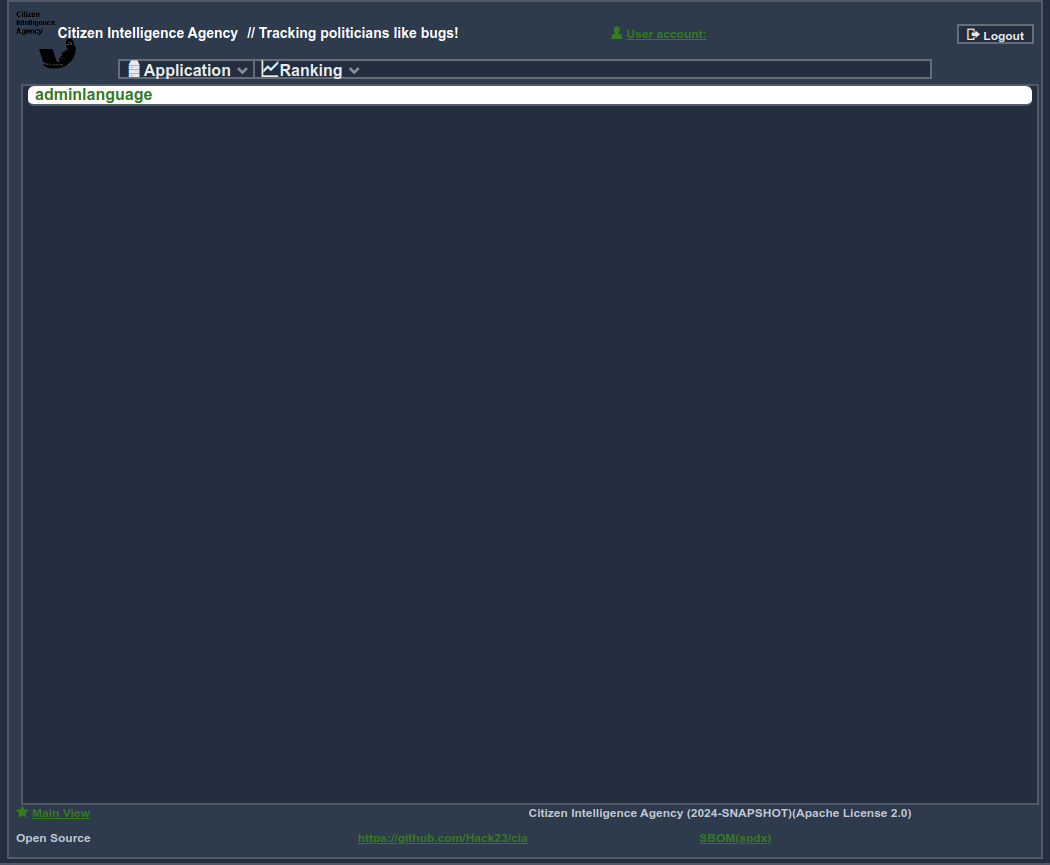 Citizen
Intelligence
Agency
Citizen Intelligence Agency // Tracking politicians like bugs!
User account:
Logout
Application
Ranking
adminlanguage
Main View
Citizen Intelligence Agency (2024-SNAPSHOT)(Apache License 2.0)
Open Source
https://github.com/Hack23/cia
SBOM(spdx)